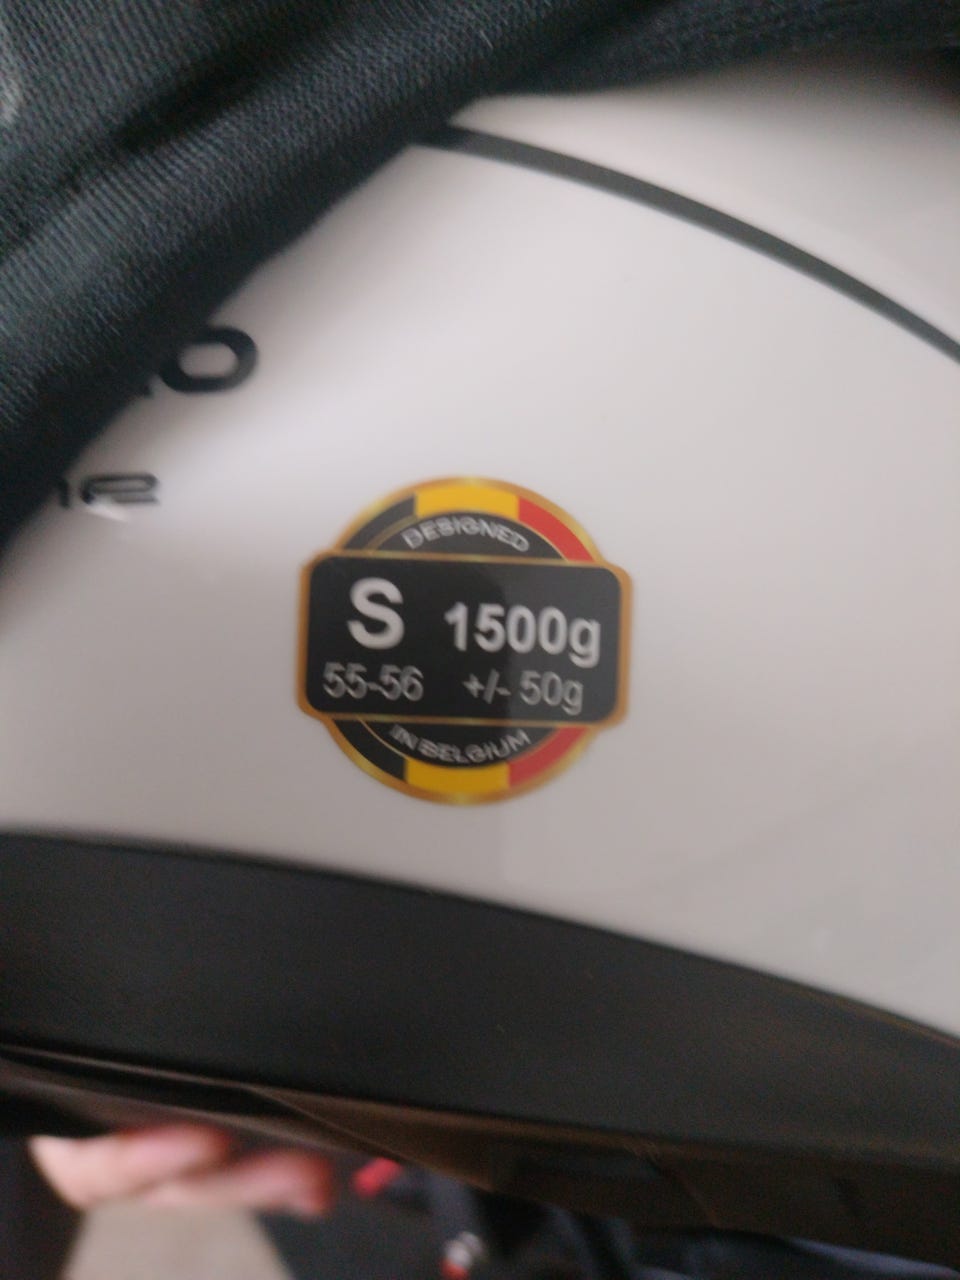 DESIGNED
S 1500g
55-56 +/- 50g
IN BELGIUM